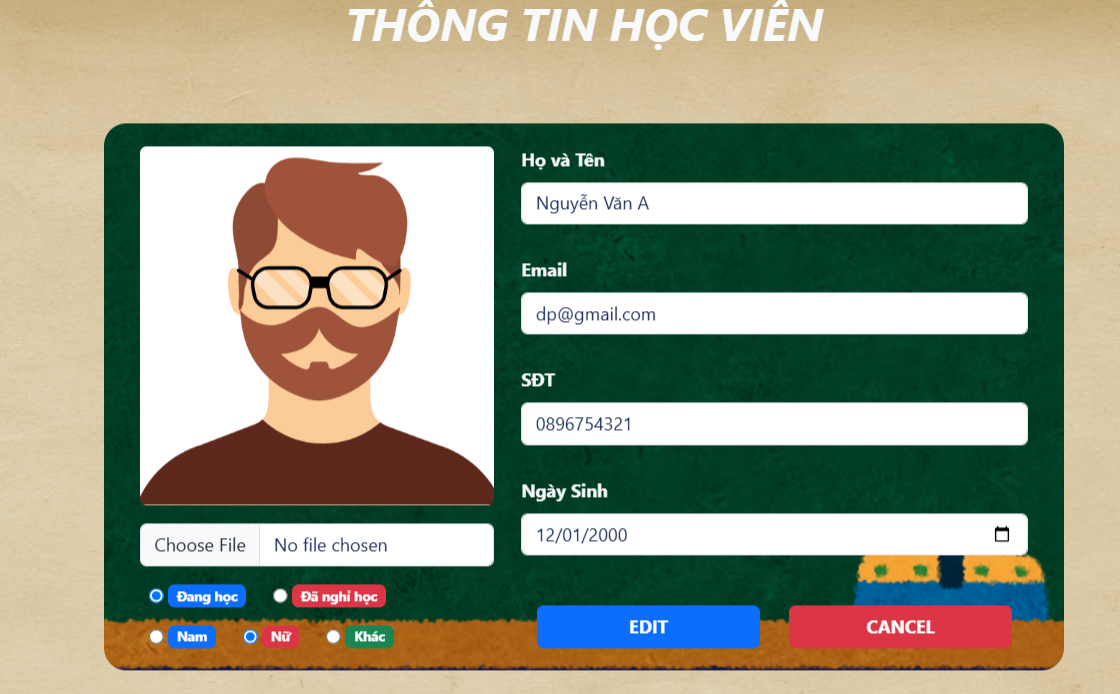 THÔNG TIN HỌC VIÊN
Họ và Tên
Nguyễn Văn A
Email
dp@gmail.com
SĐT
0896754321
Ngày Sinh
12/01/2000
Choose File No file chosen
Đang học Đã nghỉ học
Nam Nữ Khác
EDIT CANCEL